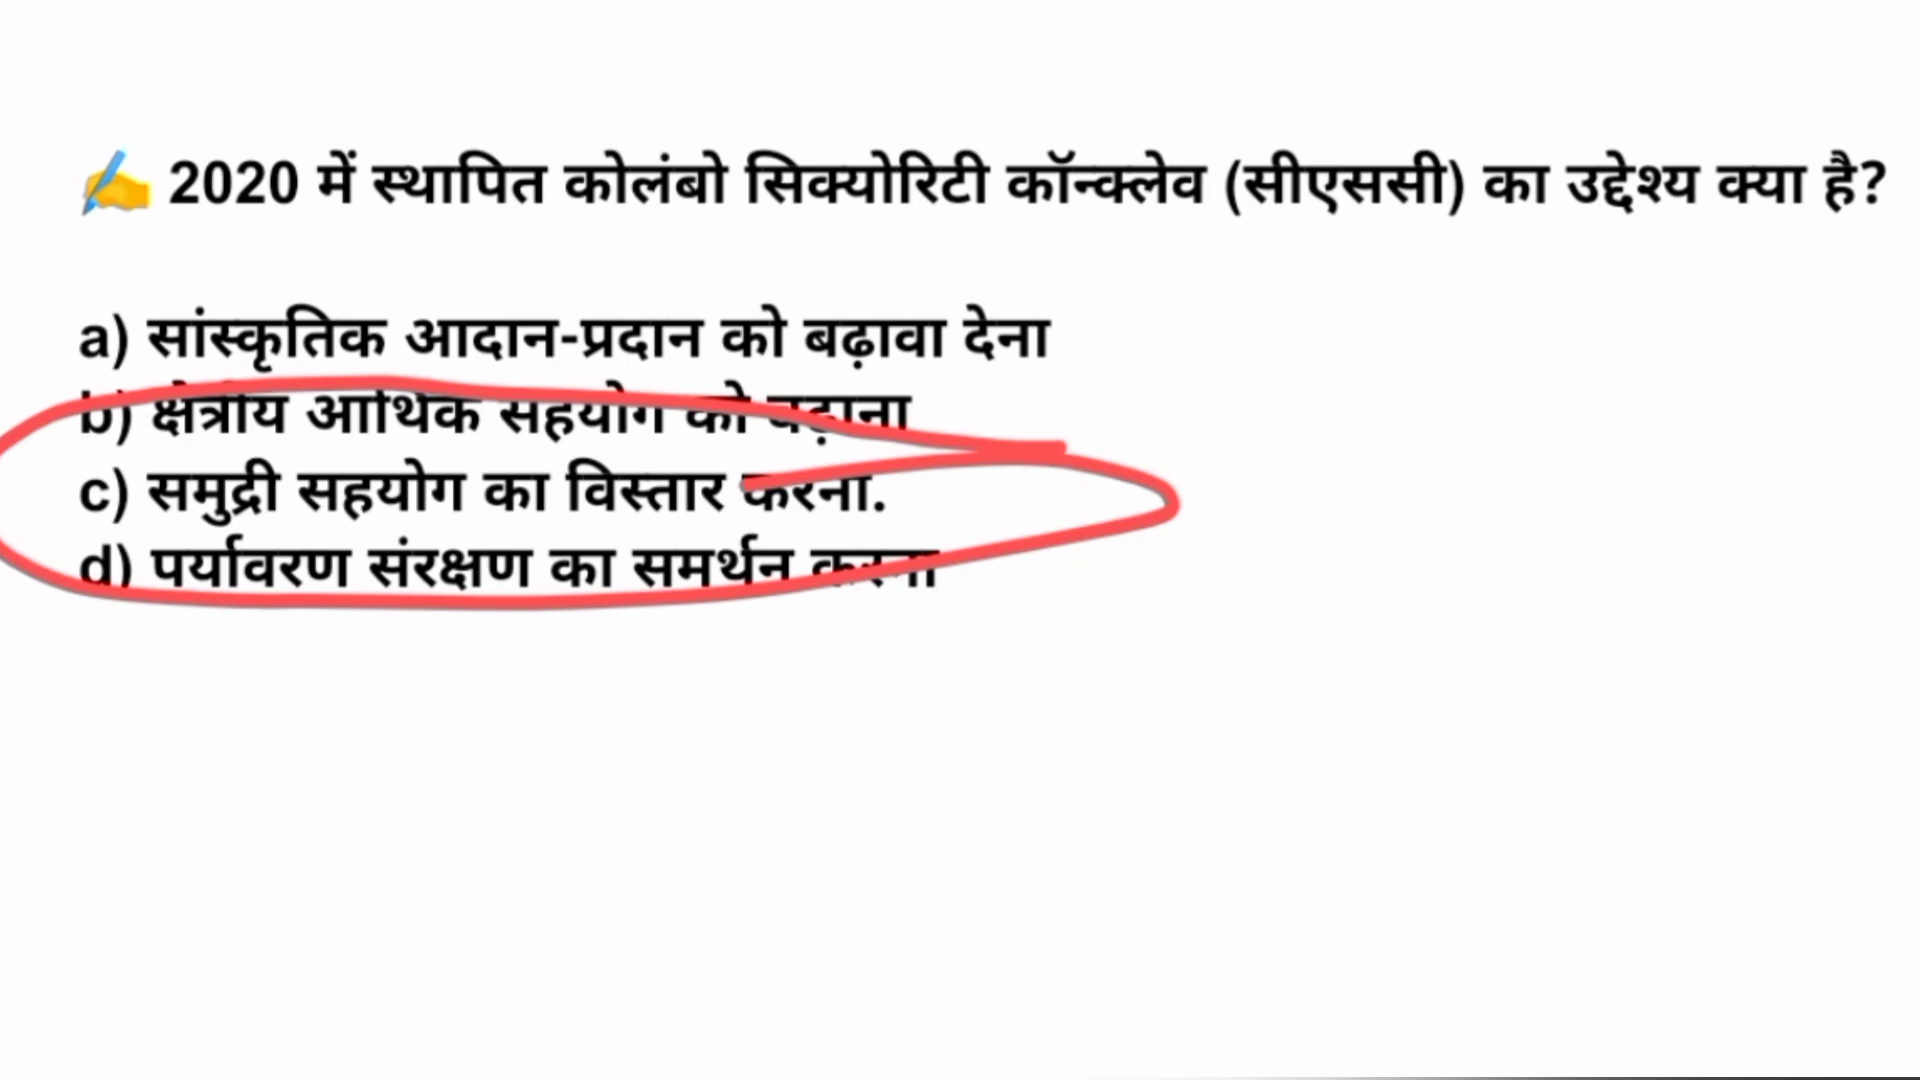 ✍️ 2020 में स्थापित कोलंबो सिक्योरिटी कॉन्क्लेव (सीएससी) का उद्देश्य क्या है?
a) सांस्कृतिक आदान-प्रदान को बढ़ावा देना
b) क्षेत्रीय आर्थिक सहयोग को बढ़ाना
c) समुद्री सहयोग का विस्तार करना.
d) पर्यावरण संरक्षण का समर्थन करना